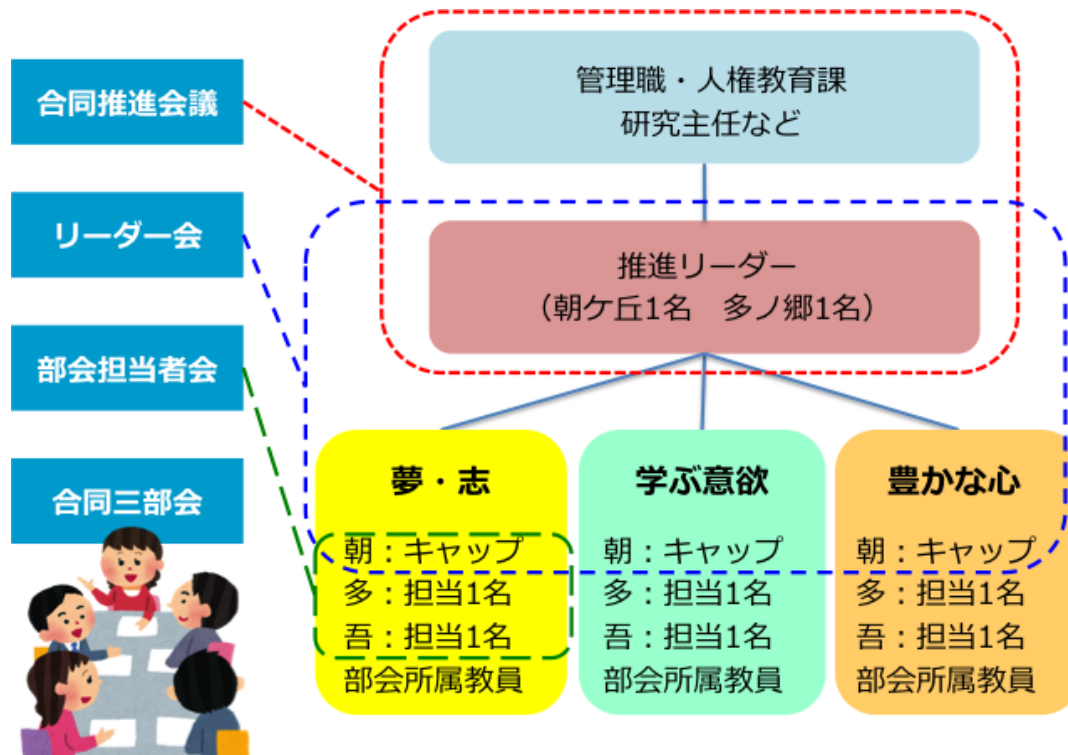 合同推進会議
リーダー会
部会担当者会
合同三部会
管理職・人権教育課
研究主任など
推進リーダー
（朝ケ丘1名　多ノ郷1名）
夢・志
朝：キャップ
多：担当1名
吾：担当1名
部会所属教員
学ぶ意欲
朝：キャップ
多：担当1名
吾：担当1名
部会所属教員
豊かな心
朝：キャップ
多：担当1名
吾：担当1名
部会所属教員